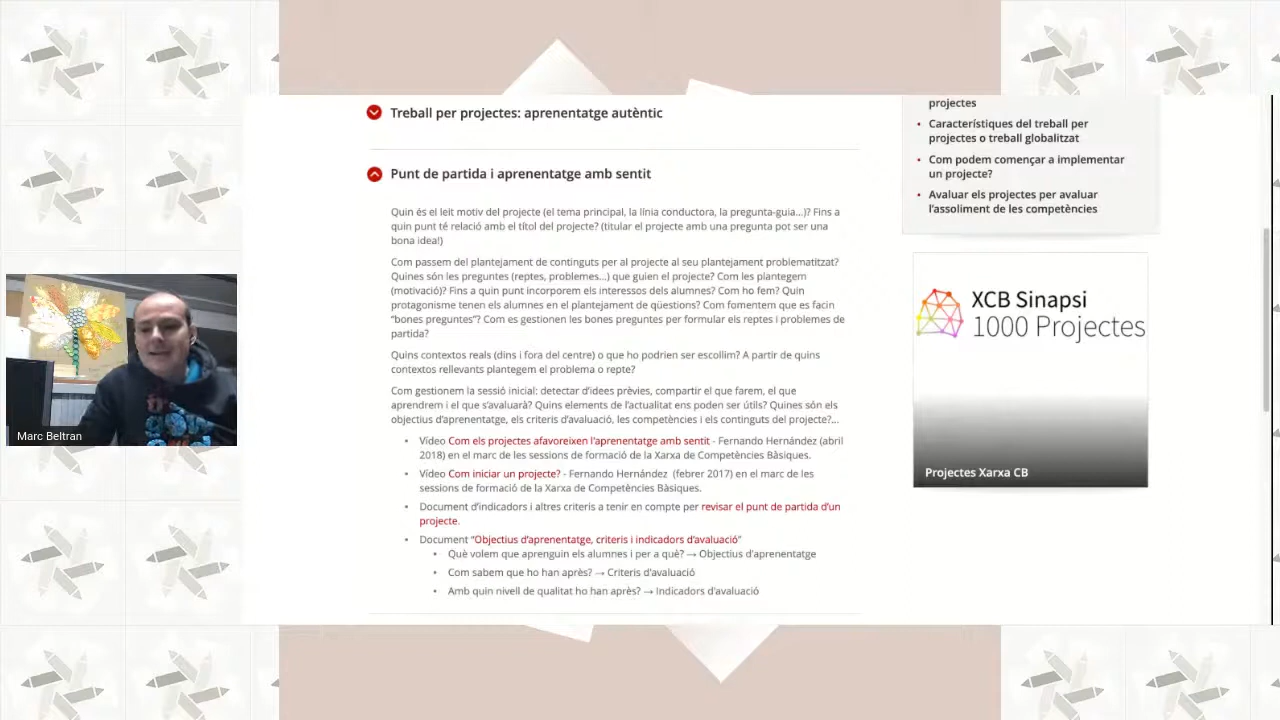 Treball per projectes: aprenentatge autèntic
Punt de partida i aprenentatge amb sentit
Quin és el leit motiv del projecte (el tema principal, la línia conductora, la pregunta-guia...)? Fins a
quin punt té relació amb el títol del projecte? (titular el projecte amb una pregunta pot ser una
bona idea!)
Com passem del plantejament de continguts per al projecte al seu plantejament problematitzat?
Quines són les preguntes (reptes, problemes...) que guien el projecte? Com les plantegem
(motivació)? Fins a quin punt incorporem els interessos dels alumnes? Com ho fem? Quin
protagonisme tenen els alumnes en el plantejament de qüestions? Com fomentem que es facin
“bones preguntes”? Com es gestionen les bones preguntes per formular els reptes i problemes de
partida?
Quins contextos reals (dins i fora del centre) o que ho podrien ser escollim? A partir de quins
contextos rellevants plantegem el problema o repte?
Com gestionem la sessió inicial: detectar d’idees prèvies, compartir el que farem, el que
aprendrem i el que s’avaluarà? Quins elements de l’actualitat ens poden ser útils? Quines són els
objectius d’aprenentatge, els criteris d’avaluació, les competències i els continguts del projecte?...
• Vídeo Com els projectes afavoreixen l'aprenentatge amb sentit - Fernando Hernández (abril
2018) en el marc de les sessions de formació de la Xarxa de Competències Bàsiques.
• Vídeo Com iniciar un projecte? - Fernando Hernández (febrer 2017) en el marc de les
sessions de formació de la Xarxa de Competències Bàsiques.
• Document d’indicadors i altres criteris a tenir en compte per revisar el punt de partida d’un
projecte.
• Document “Objectius d’aprenentatge, criteris i indicadors d’avaluació”
• Què volem que aprenguin els alumnes i per a què? → Objectius d'aprenentatge
• Com sabem que ho han après? → Criteris d'avaluació
• Amb quin nivell de qualitat ho han après? → Indicadors d'avaluació
projectes
• Característiques del treball per
projectes o treball globalitzat
• Com podem començar a implementar
un projecte?
• Avaluar els projectes per avaluar
l’assoliment de les competències
XCB Sinapsi
1000 Projectes
Projectes Xarxa CB
Marc Beltran